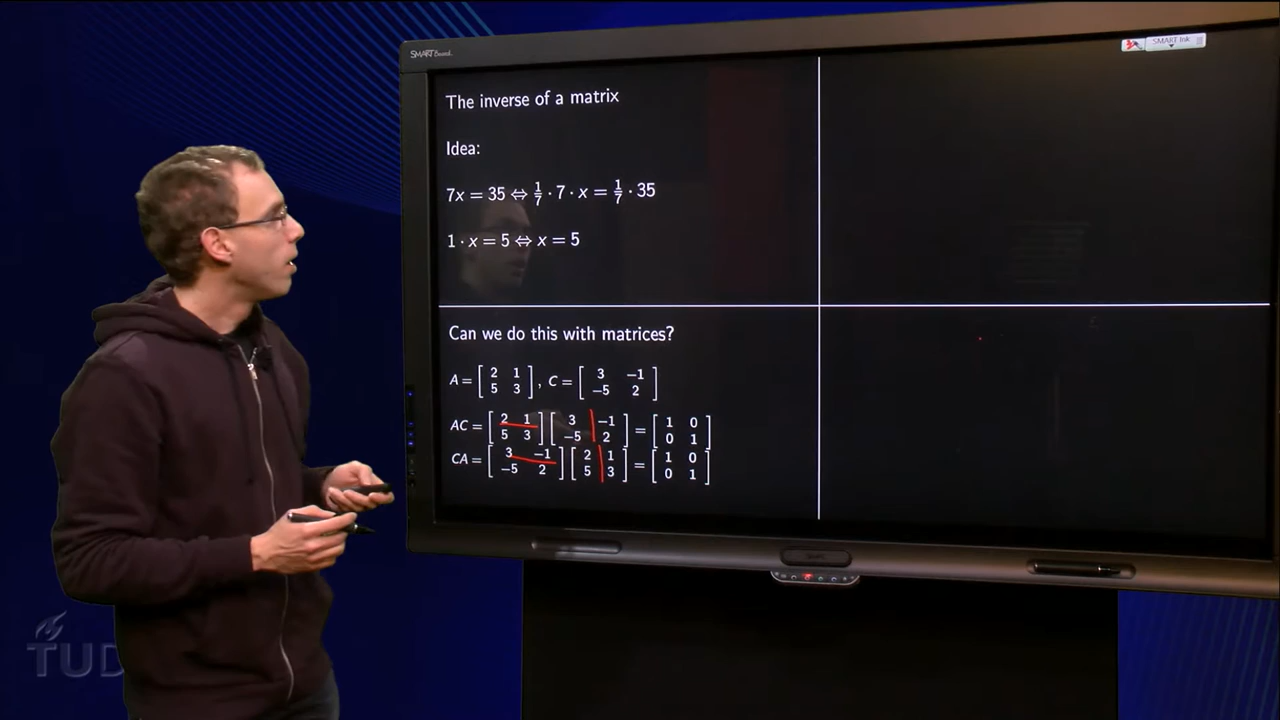 SMART Board
SMART Ink
The inverse of a matrix
Idea:
7x = 35 ⇔ 1/7 · 7 · x = 1/7 · 35
1 · x = 5 ⇔ x = 5
Can we do this with matrices?
A = [2 1; 5 3], C = [3 −1; −5 2]
AC = [2 1; 5 3] [3 −1; −5 2] = [1 0; 0 1]
CA = [3 −1; −5 2] [2 1; 5 3] = [1 0; 0 1]
TUD